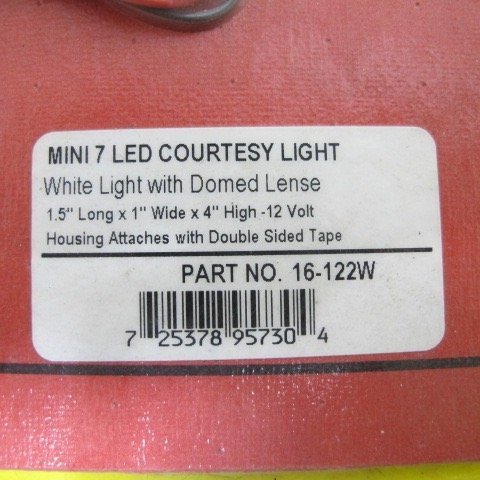 MINI 7 LED COURTESY LIGHT
White Light with Domed Lense
1.5" Long x 1" Wide x 4" High -12 Volt
Housing Attaches with Double Sided Tape
PART NO. 16-122W
7 25378 95730 4